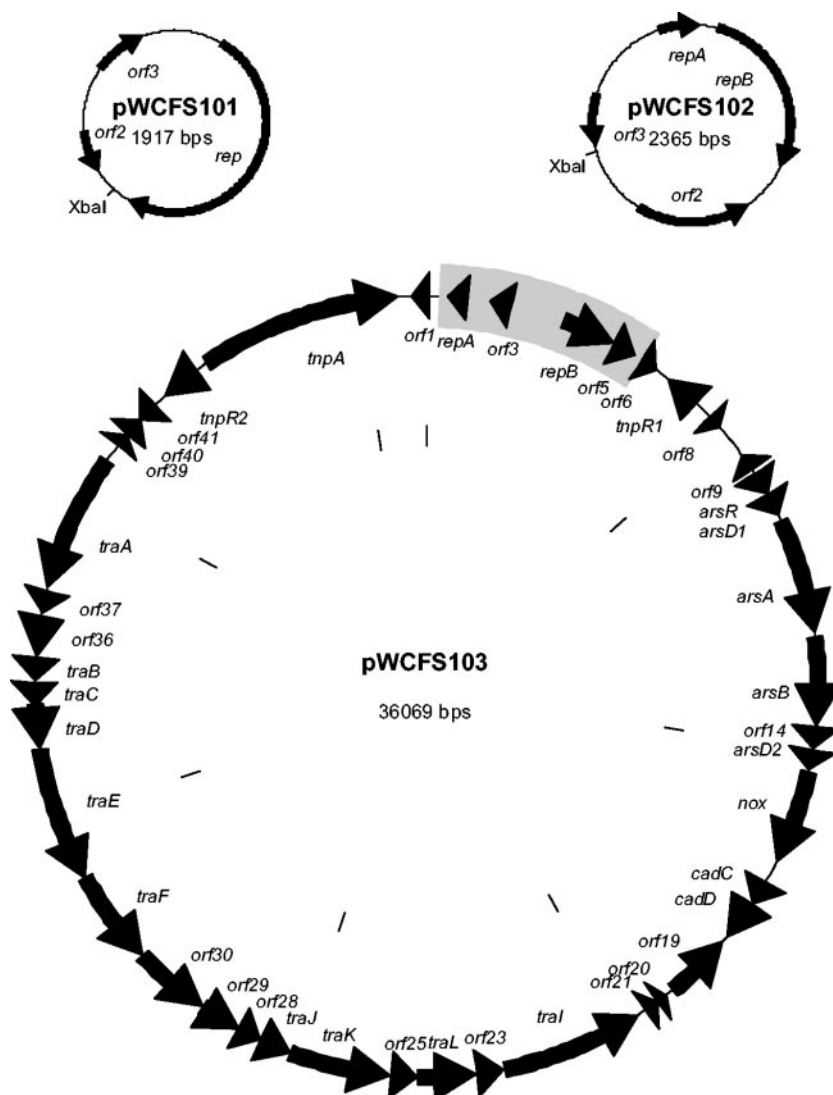 orf3
pWCFS101
orf2
1917 bps
rep
XbaI
repA
repB
pWCFS102
orf3
2365 bps
XbaI
orf2
tnpA
orf1
repA
orf3
repB
orf5
orf6
tnpR1
orf8
orf9
arsR
arsD1
arsA
arsB
orf14
arsD2
nox
cadC
cadD
orf19
orf20
orf21
traI
orf23
traL
orf25
traK
traJ
orf28
orf29
orf30
traF
traE
traD
traC
traB
orf36
orf37
traA
orf39
orf40
orf41
tnpR2
pWCFS103
36069 bps